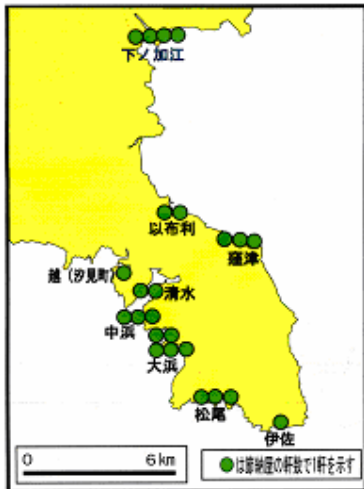 下ノ加江
以布利
窪津
越（汐見町）
清水
中浜
大浜
松尾
伊佐
0 6km
●は節納屋の軒数で1軒を示す